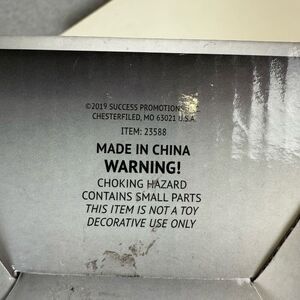 ©2019 SUCCESS PROMOTIONS
CHESTERFILED, MO 63021 U.S.A.
ITEM: 23588
MADE IN CHINA
WARNING!
CHOKING HAZARD
CONTAINS SMALL PARTS
THIS ITEM IS NOT A TOY
DECORATIVE USE ONLY